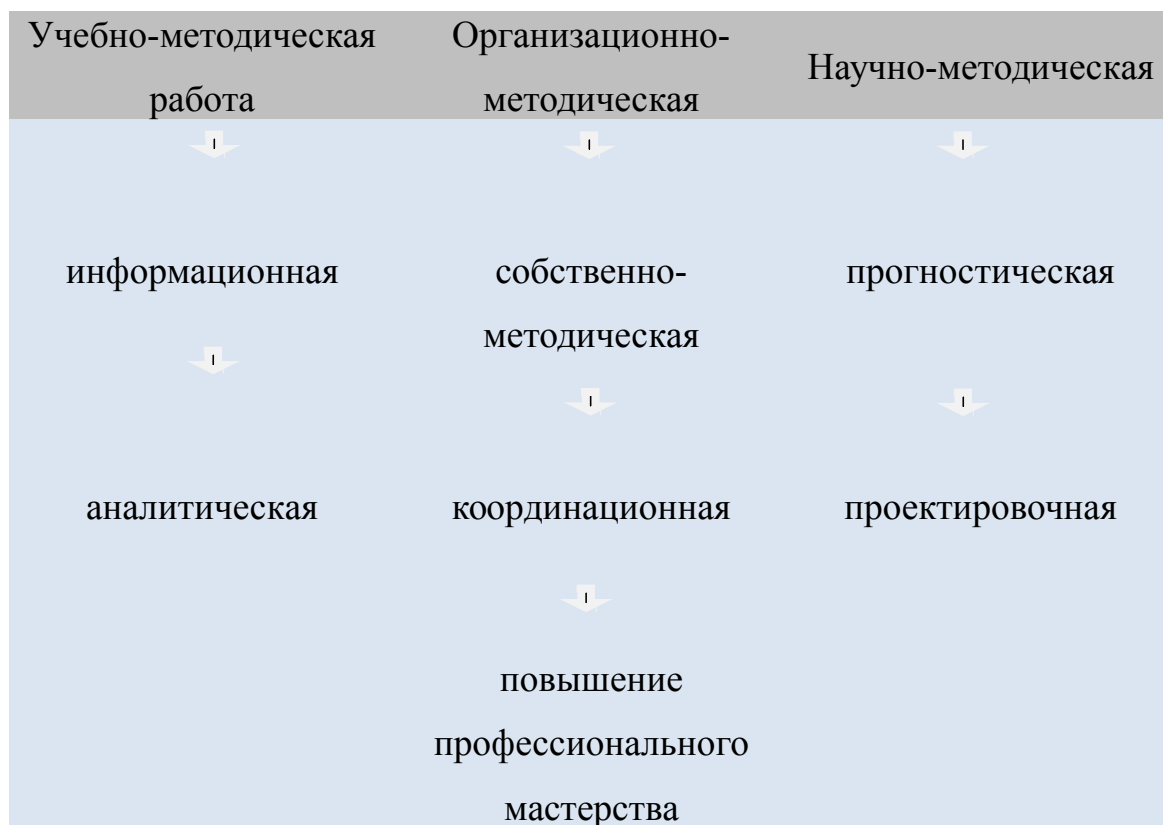 Учебно-методическая
работа
Организационно-
методическая
Научно-методическая
информационная
собственно-
методическая
прогностическая
аналитическая
координационная
проектировочная
повышение
профессионального
мастерства